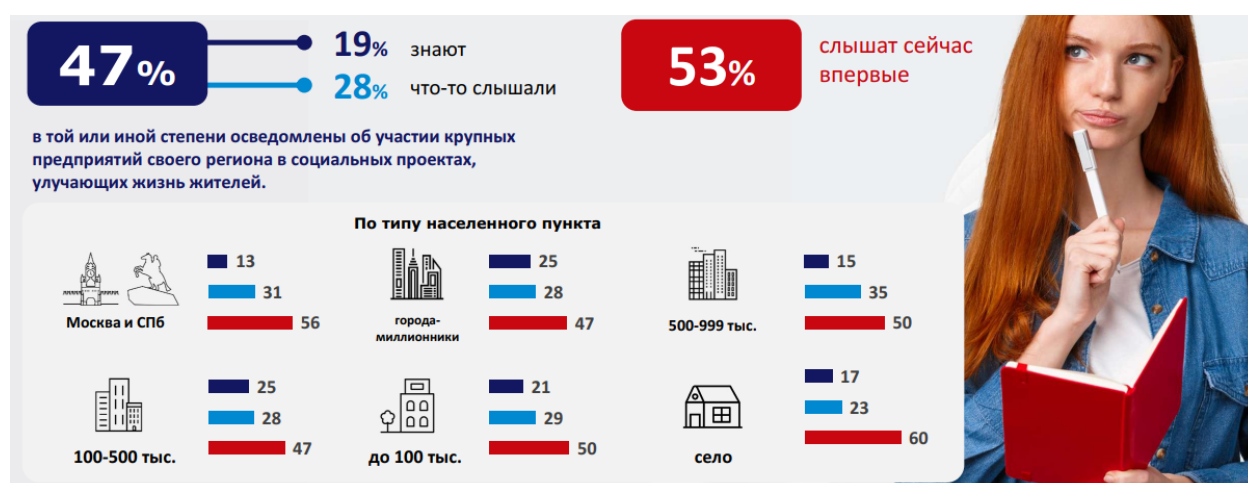 47%
19% знают
28% что-то слышали
53%
слышат сейчас
впервые
в той или иной степени осведомлены об участии крупных
предприятий своего региона в социальных проектах,
улучающих жизнь жителей.
По типу населенного пункта
13
31
56
Москва и СПб
25
28
47
города-
миллионники
15
35
50
500-999 тыс.
25
28
47
100-500 тыс.
21
29
50
до 100 тыс.
17
23
60
село